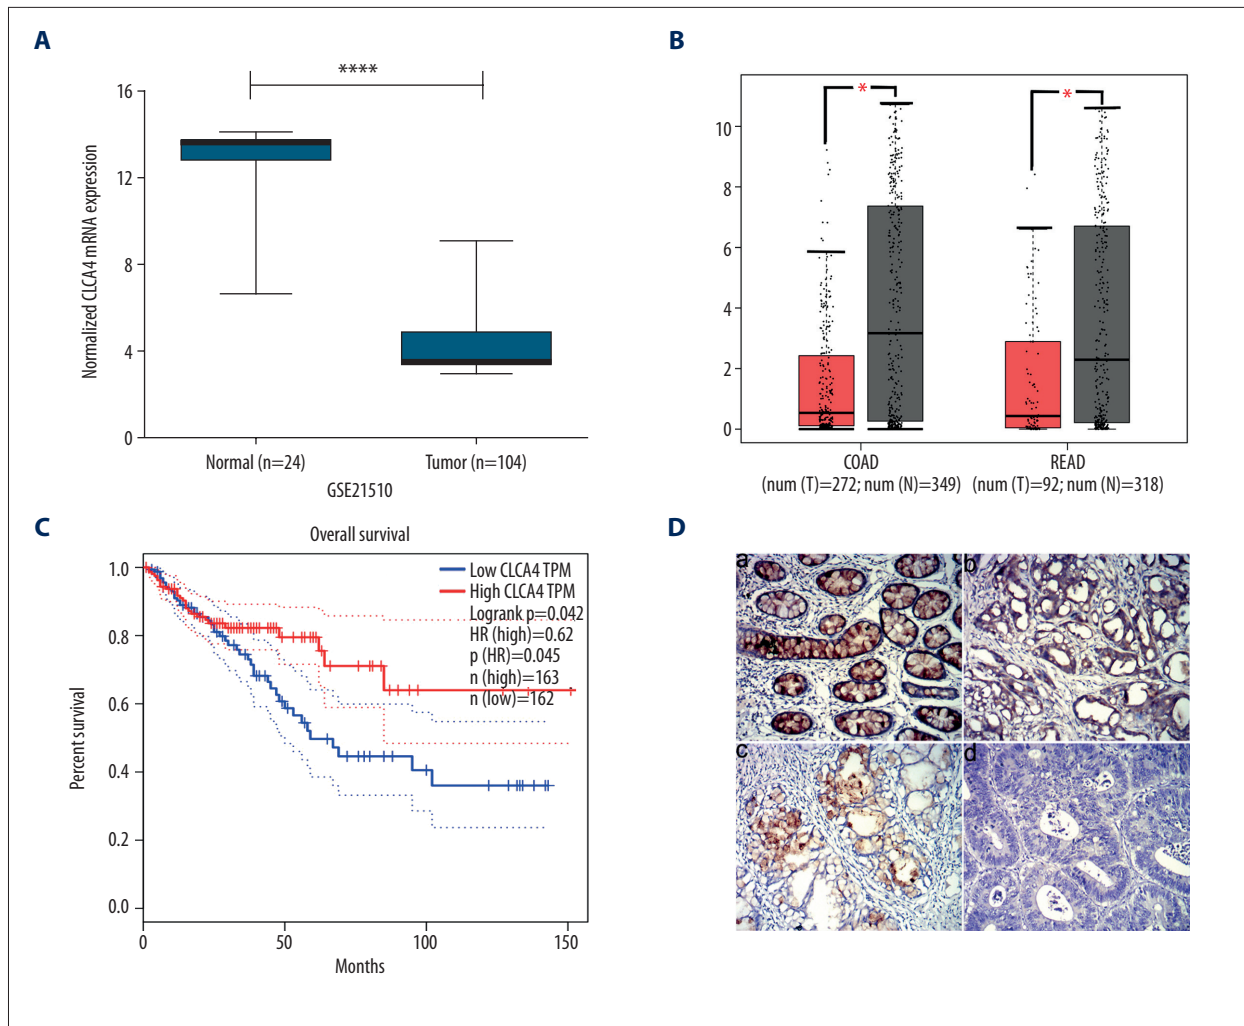 A
****
16
12
8
4
0
Normalized CLCA4 mRNA expression
Normal (n=24)
Tumor (n=104)
GSE21510
B
*
*
10
8
6
4
2
0
COAD
(num (T)=272; num (N)=349)
READ
(num (T)=92; num (N)=318)
C
Overall survival
1.0
0.8
0.6
0.4
0.2
0.0
Percent survival
Low CLCA4 TPM
High CLCA4 TPM
Logrank p=0.042
HR (high)=0.62
p (HR)=0.045
n (high)=163
n (low)=162
0
50
100
150
Months
D
a
b
c
d